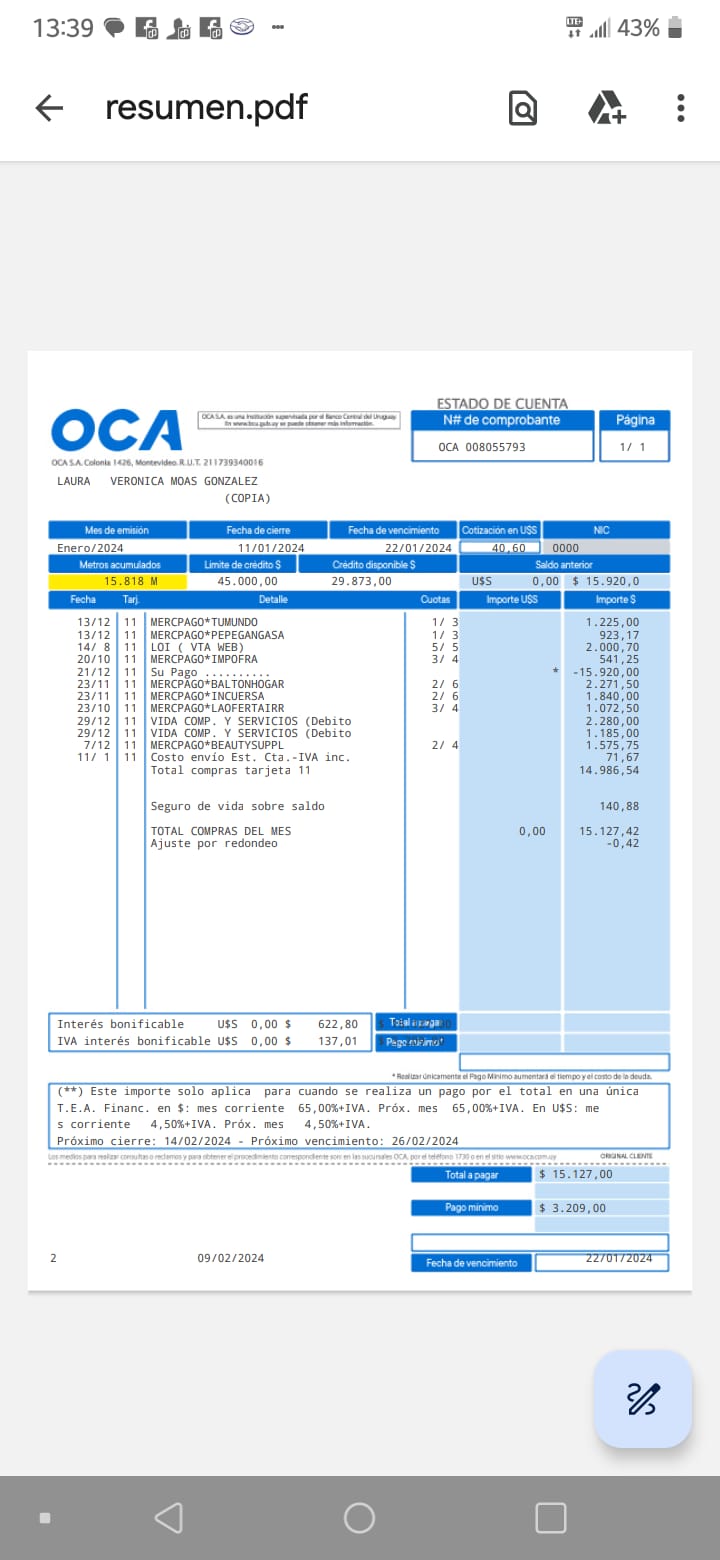 13:39
43%
resumen.pdf
ESTADO DE CUENTA
OCA
OCA S.A. es una institución supervisada por el Banco Central del Uruguay.
En www.bcu.gub.uy se puede obtener más información.
N# de comprobante Página
OCA 008055793 1/ 1
OCA S.A. Colonia 1426, Montevideo. R.U.T. 211739340016
LAURA VERONICA MOAS GONZALEZ
(COPIA)
Mes de emisión Fecha de cierre Fecha de vencimiento Cotización en U$S NIC
Enero/2024 11/01/2024 22/01/2024 40,60 0000
Metros acumulados Limite de crédito $ Crédito disponible $ Saldo anterior
15.818 M 45.000,00 29.873,00 U$S 0,00 $ 15.920,0
Fecha Tarj. Detalle Cuotas Importe U$S Importe $
13/12 11 MERCPAGO*TUMUNDO 1/ 3 1.225,00
13/12 11 MERCPAGO*PEPEGANGASA 1/ 3 923,17
14/ 8 11 LOI ( VTA WEB) 5/ 5 2.000,70
20/10 11 MERCPAGO*IMPOFRA 3/ 4 541,25
21/12 11 Su Pago .......... * -15.920,00
23/11 11 MERCPAGO*BALTONHOGAR 2/ 6 2.271,50
23/11 11 MERCPAGO*INCUERSA 2/ 6 1.840,00
23/10 11 MERCPAGO*LAOFERTAIRR 3/ 4 1.072,50
29/12 11 VIDA COMP. Y SERVICIOS (Debito 2.280,00
29/12 11 VIDA COMP. Y SERVICIOS (Debito 1.185,00
7/12 11 MERCPAGO*BEAUTYSUPPL 2/ 4 1.575,75
11/ 1 11 Costo envío Est. Cta.-IVA inc. 71,67
Total compras tarjeta 11 14.986,54
Seguro de vida sobre saldo 140,88
TOTAL COMPRAS DEL MES 0,00 15.127,42
Ajuste por redondeo -0,42
Interés bonificable U$S 0,00 $ 622,80 Total a pagar
IVA interés bonificable U$S 0,00 $ 137,01 Pago mínimo
* Realizar únicamente el Pago Mínimo aumentará el tiempo y el costo de la deuda.
(**) Este importe solo aplica para cuando se realiza un pago por el total en una única
T.E.A. Financ. en $: mes corriente 65,00%+IVA. Próx. mes 65,00%+IVA. En U$S: me
s corriente 4,50%+IVA. Próx. mes 4,50%+IVA.
Próximo cierre: 14/02/2024 - Próximo vencimiento: 26/02/2024
Los medios para realizar consultas o reclamos y para obtener el procedimiento correspondiente son: en las sucursales OCA, por el teléfono 1730 o en el sitio www.oca.com.uy ORIGINAL CLIENTE
Total a pagar $ 15.127,00
Pago mínimo $ 3.209,00
2 09/02/2024 Fecha de vencimiento 22/01/2024